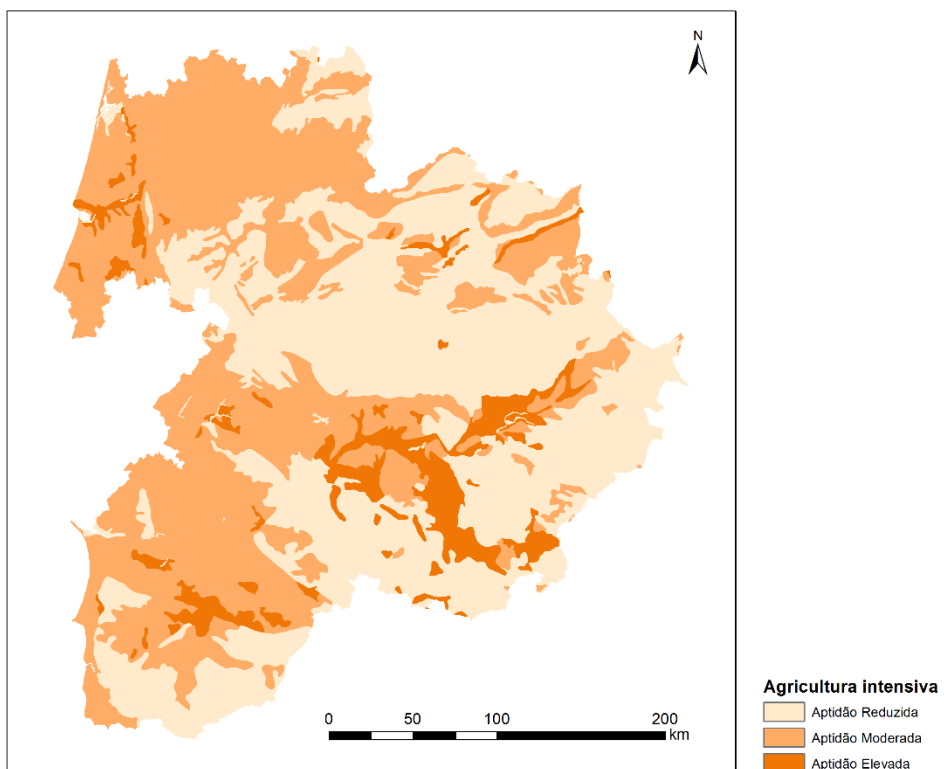 N
0 50 100 200
km
Agricultura intensiva
Aptidão Reduzida
Aptidão Moderada
Aptidão Elevada